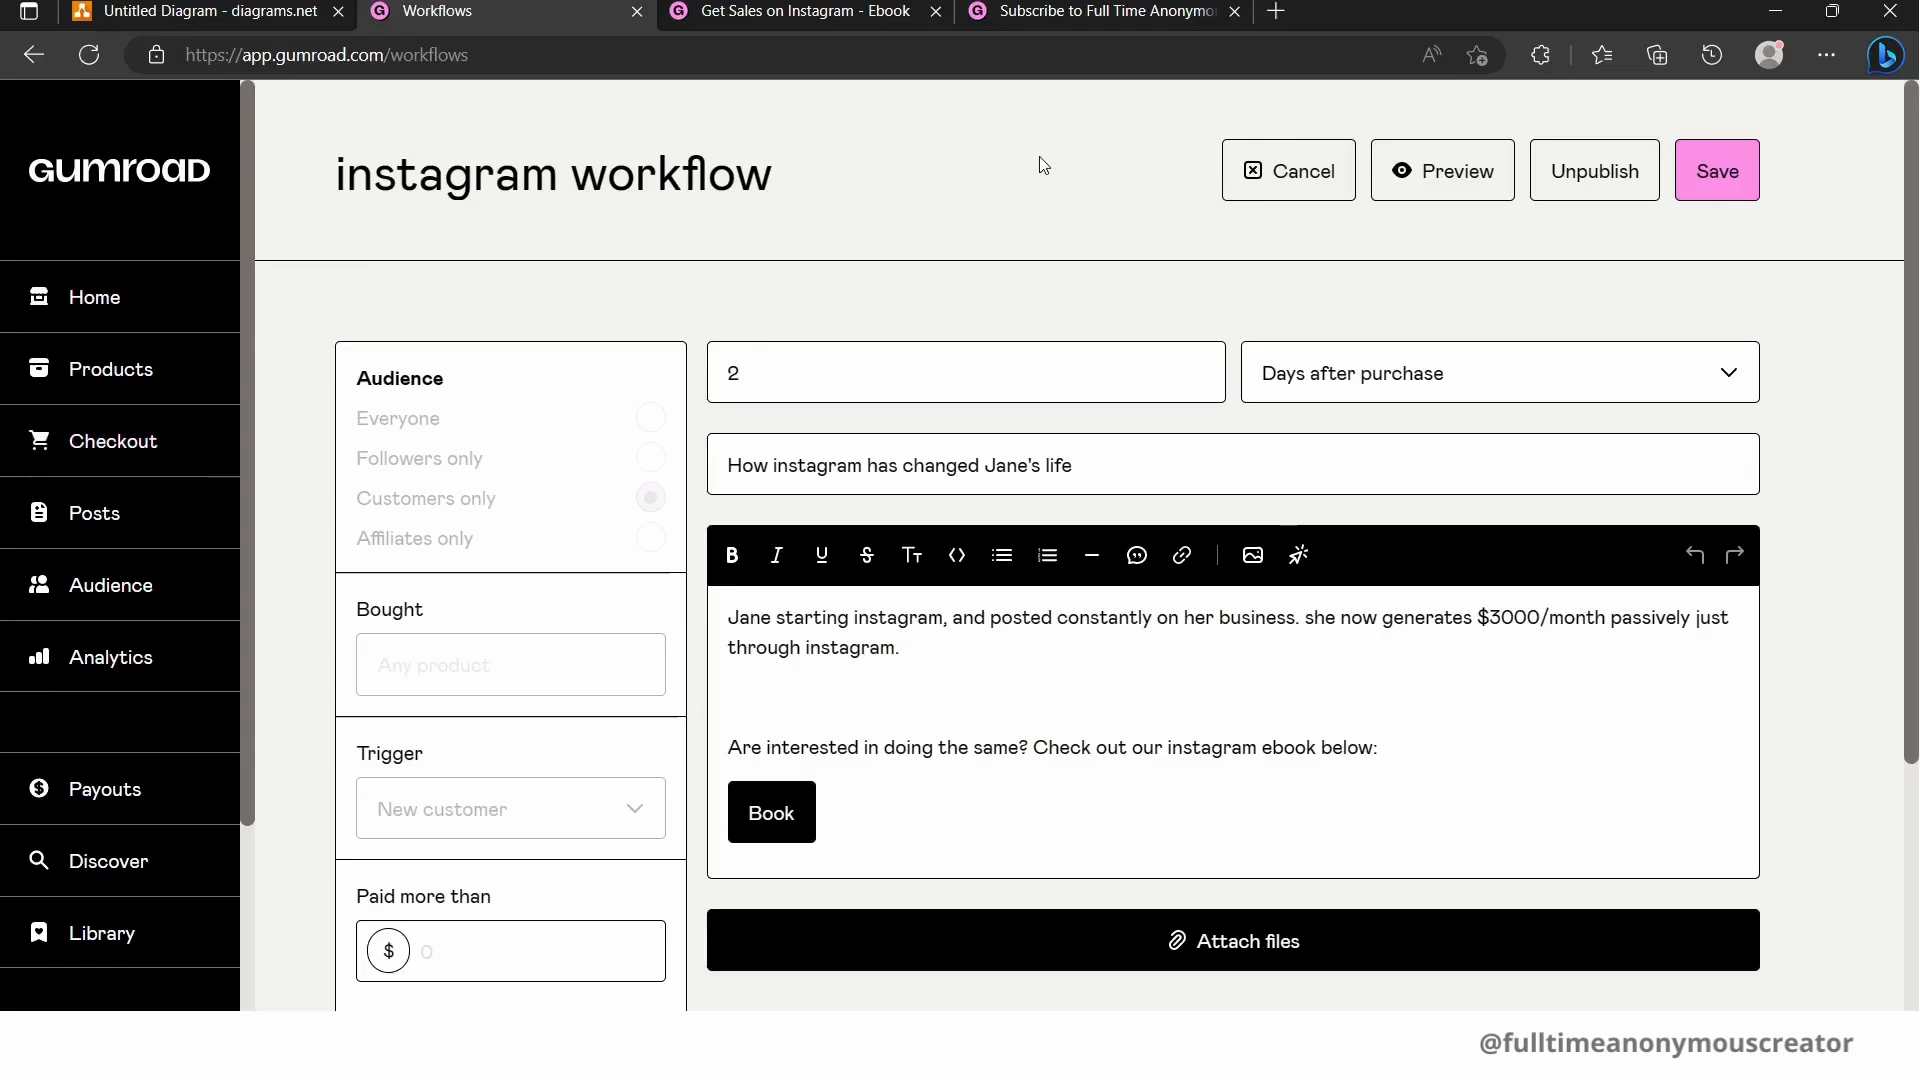 Untitled Diagram - diagrams.net
Workflows
Get Sales on Instagram - Ebook
Subscribe to Full Time Anonymo
https://app.gumroad.com/workflows
GUMROAD
Home
Products
Checkout
Posts
Audience
Analytics
Payouts
Discover
Library
instagram workflow
Cancel
Preview
Unpublish
Save
Audience
Everyone
Followers only
Customers only
Affiliates only
Bought
Any product
Trigger
New customer
Paid more than
$ 0
2
Days after purchase
How instagram has changed Jane's life
Jane starting instagram, and posted constantly on her business. she now generates $3000/month passively just
through instagram.
Are interested in doing the same? Check out our instagram ebook below:
Book
Attach files
@fulltimeanonymouscreator